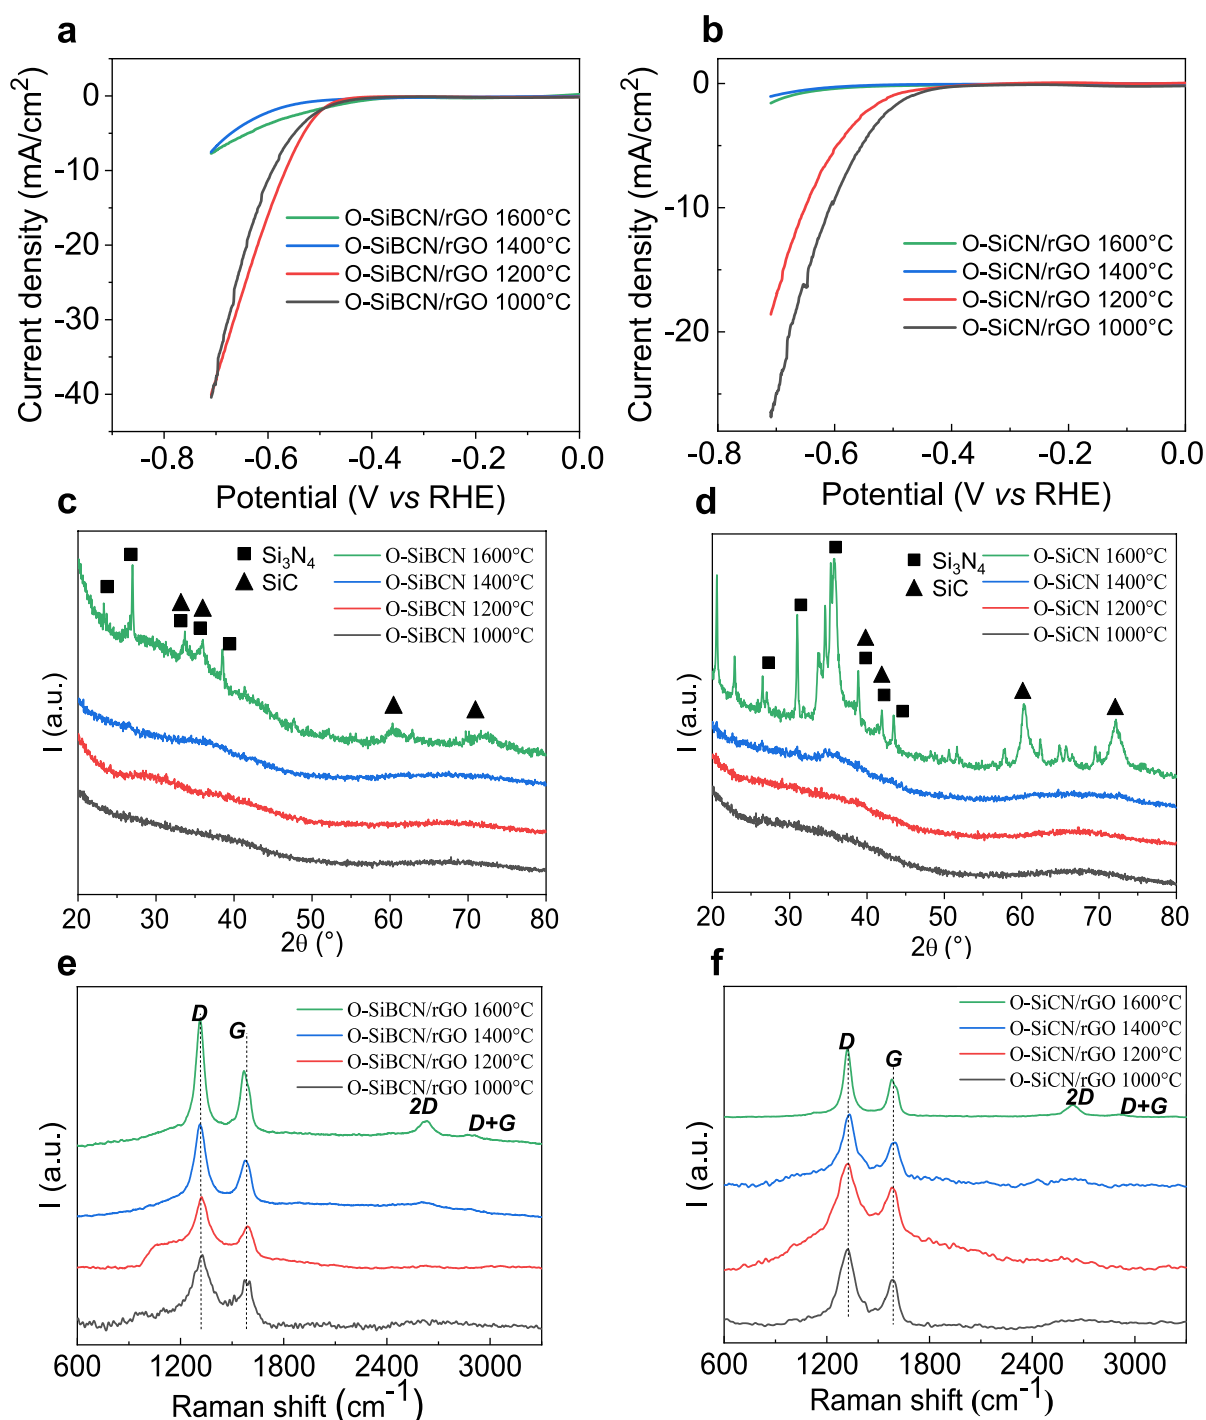 a
0
-10
-20
-30
-40
Current density (mA/cm²)
O-SiBCN/rGO 1600°C
O-SiBCN/rGO 1400°C
O-SiBCN/rGO 1200°C
O-SiBCN/rGO 1000°C
-0.8 -0.6 -0.4 -0.2 0.0
Potential (V vs RHE)
b
0
-10
-20
Current density (mA/cm²)
O-SiCN/rGO 1600°C
O-SiCN/rGO 1400°C
O-SiCN/rGO 1200°C
O-SiCN/rGO 1000°C
-0.8 -0.6 -0.4 -0.2 0.0
Potential (V vs RHE)
c
Si₃N₄
SiC
O-SiBCN 1600°C
O-SiBCN 1400°C
O-SiBCN 1200°C
O-SiBCN 1000°C
I (a.u.)
20 30 40 50 60 70 80
2θ (°)
d
Si₃N₄
SiC
O-SiCN 1600°C
O-SiCN 1400°C
O-SiCN 1200°C
O-SiCN 1000°C
I (a.u.)
20 30 40 50 60 70 80
2θ (°)
e
D
G
2D
D+G
O-SiBCN/rGO 1600°C
O-SiBCN/rGO 1400°C
O-SiBCN/rGO 1200°C
O-SiBCN/rGO 1000°C
I (a.u.)
600 1200 1800 2400 3000
Raman shift (cm⁻¹)
f
D
G
2D
D+G
O-SiCN/rGO 1600°C
O-SiCN/rGO 1400°C
O-SiCN/rGO 1200°C
O-SiCN/rGO 1000°C
I (a.u.)
600 1200 1800 2400 3000
Raman shift (cm⁻¹)